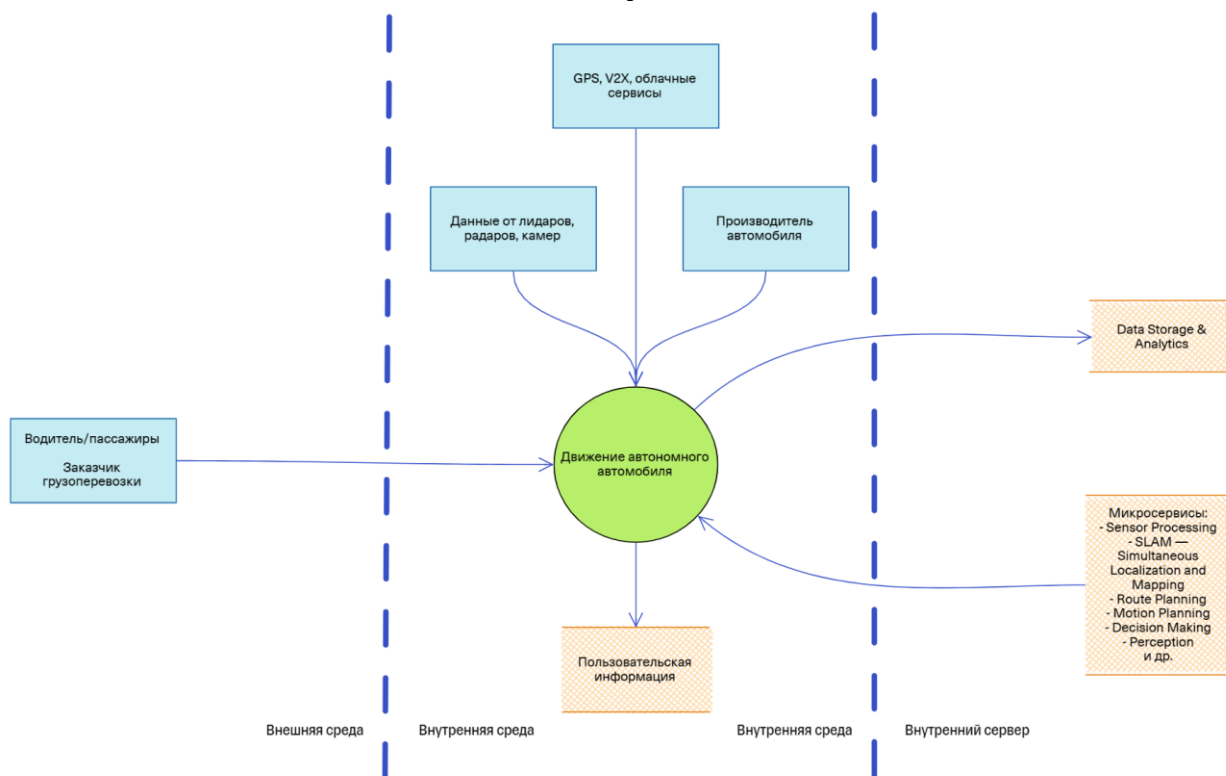 GPS, V2X, облачные
сервисы
Данные от лидаров,
радаров, камер
Производитель
автомобиля
Data Storage &
Analytics
Водитель/пассажиры
Заказчик
грузоперевозки
Движение автономного
автомобиля
Микросервисы:
- Sensor Processing
- SLAM —
Simultaneous
Localization and
Mapping
- Route Planning
- Motion Planning
- Decision Making
- Perception
и др.
Пользовательская
информация
Внешняя среда
Внутренняя среда
Внутренняя среда
Внутренний сервер